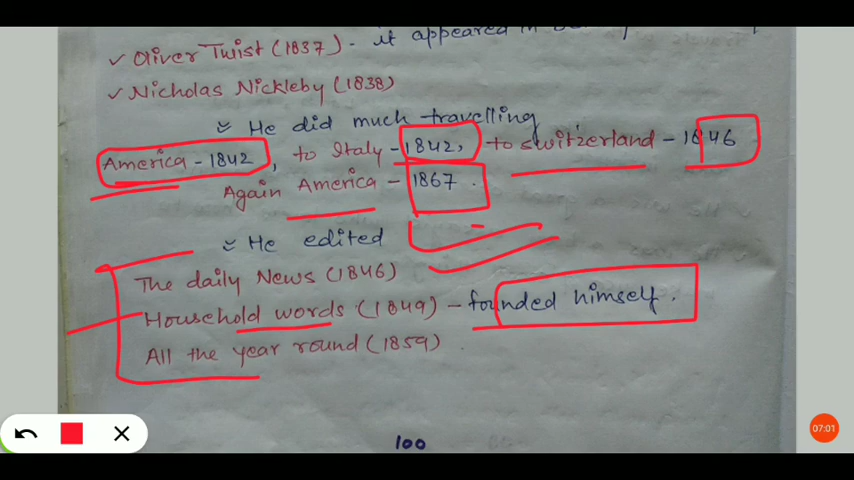 it appeared in
✓ Oliver Twist (1837) -
✓ Nicholas Nickleby (1838)
He did much travelling
America - 1842, to Italy - 1842, to switzerland - 1846
Again America - 1867.
He edited
The daily News (1846)
Household words (1849) - founded himself.
All the year round (1859)
100
07:01